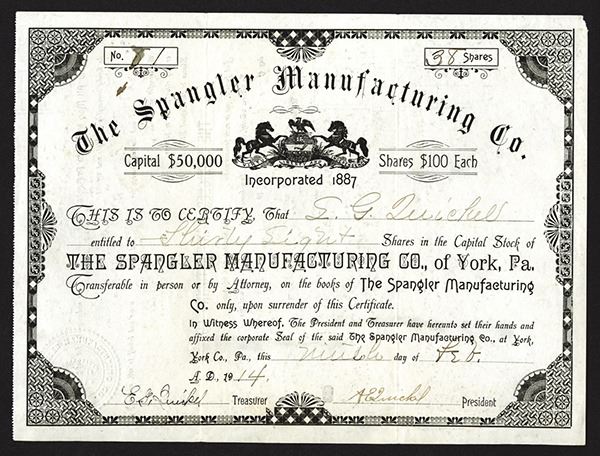 No. 81
38 Shares
The Spangler Manufacturing Co.
Capital $50,000
Shares $100 Each
Incorporated 1887
THIS IS TO CERTIFY, That S. G. Quickel
entitled to Thirty Eight Shares in the Capital Stock of
THE SPANGLER MANUFACTURING CO., of York, Pa.
Transferable in person or by Attorney, on the books of The Spangler Manufacturing
Co. only, upon surrender of this Certificate.
In Witness Whereof, The President and Treasurer have hereunto set their hands and
affixed the corporate Seal of the said The Spangler Manufacturing Co., at York,
York Co., Pa., this day of Feb.
A.D. 1914.
Quickel Treasurer Quickel President